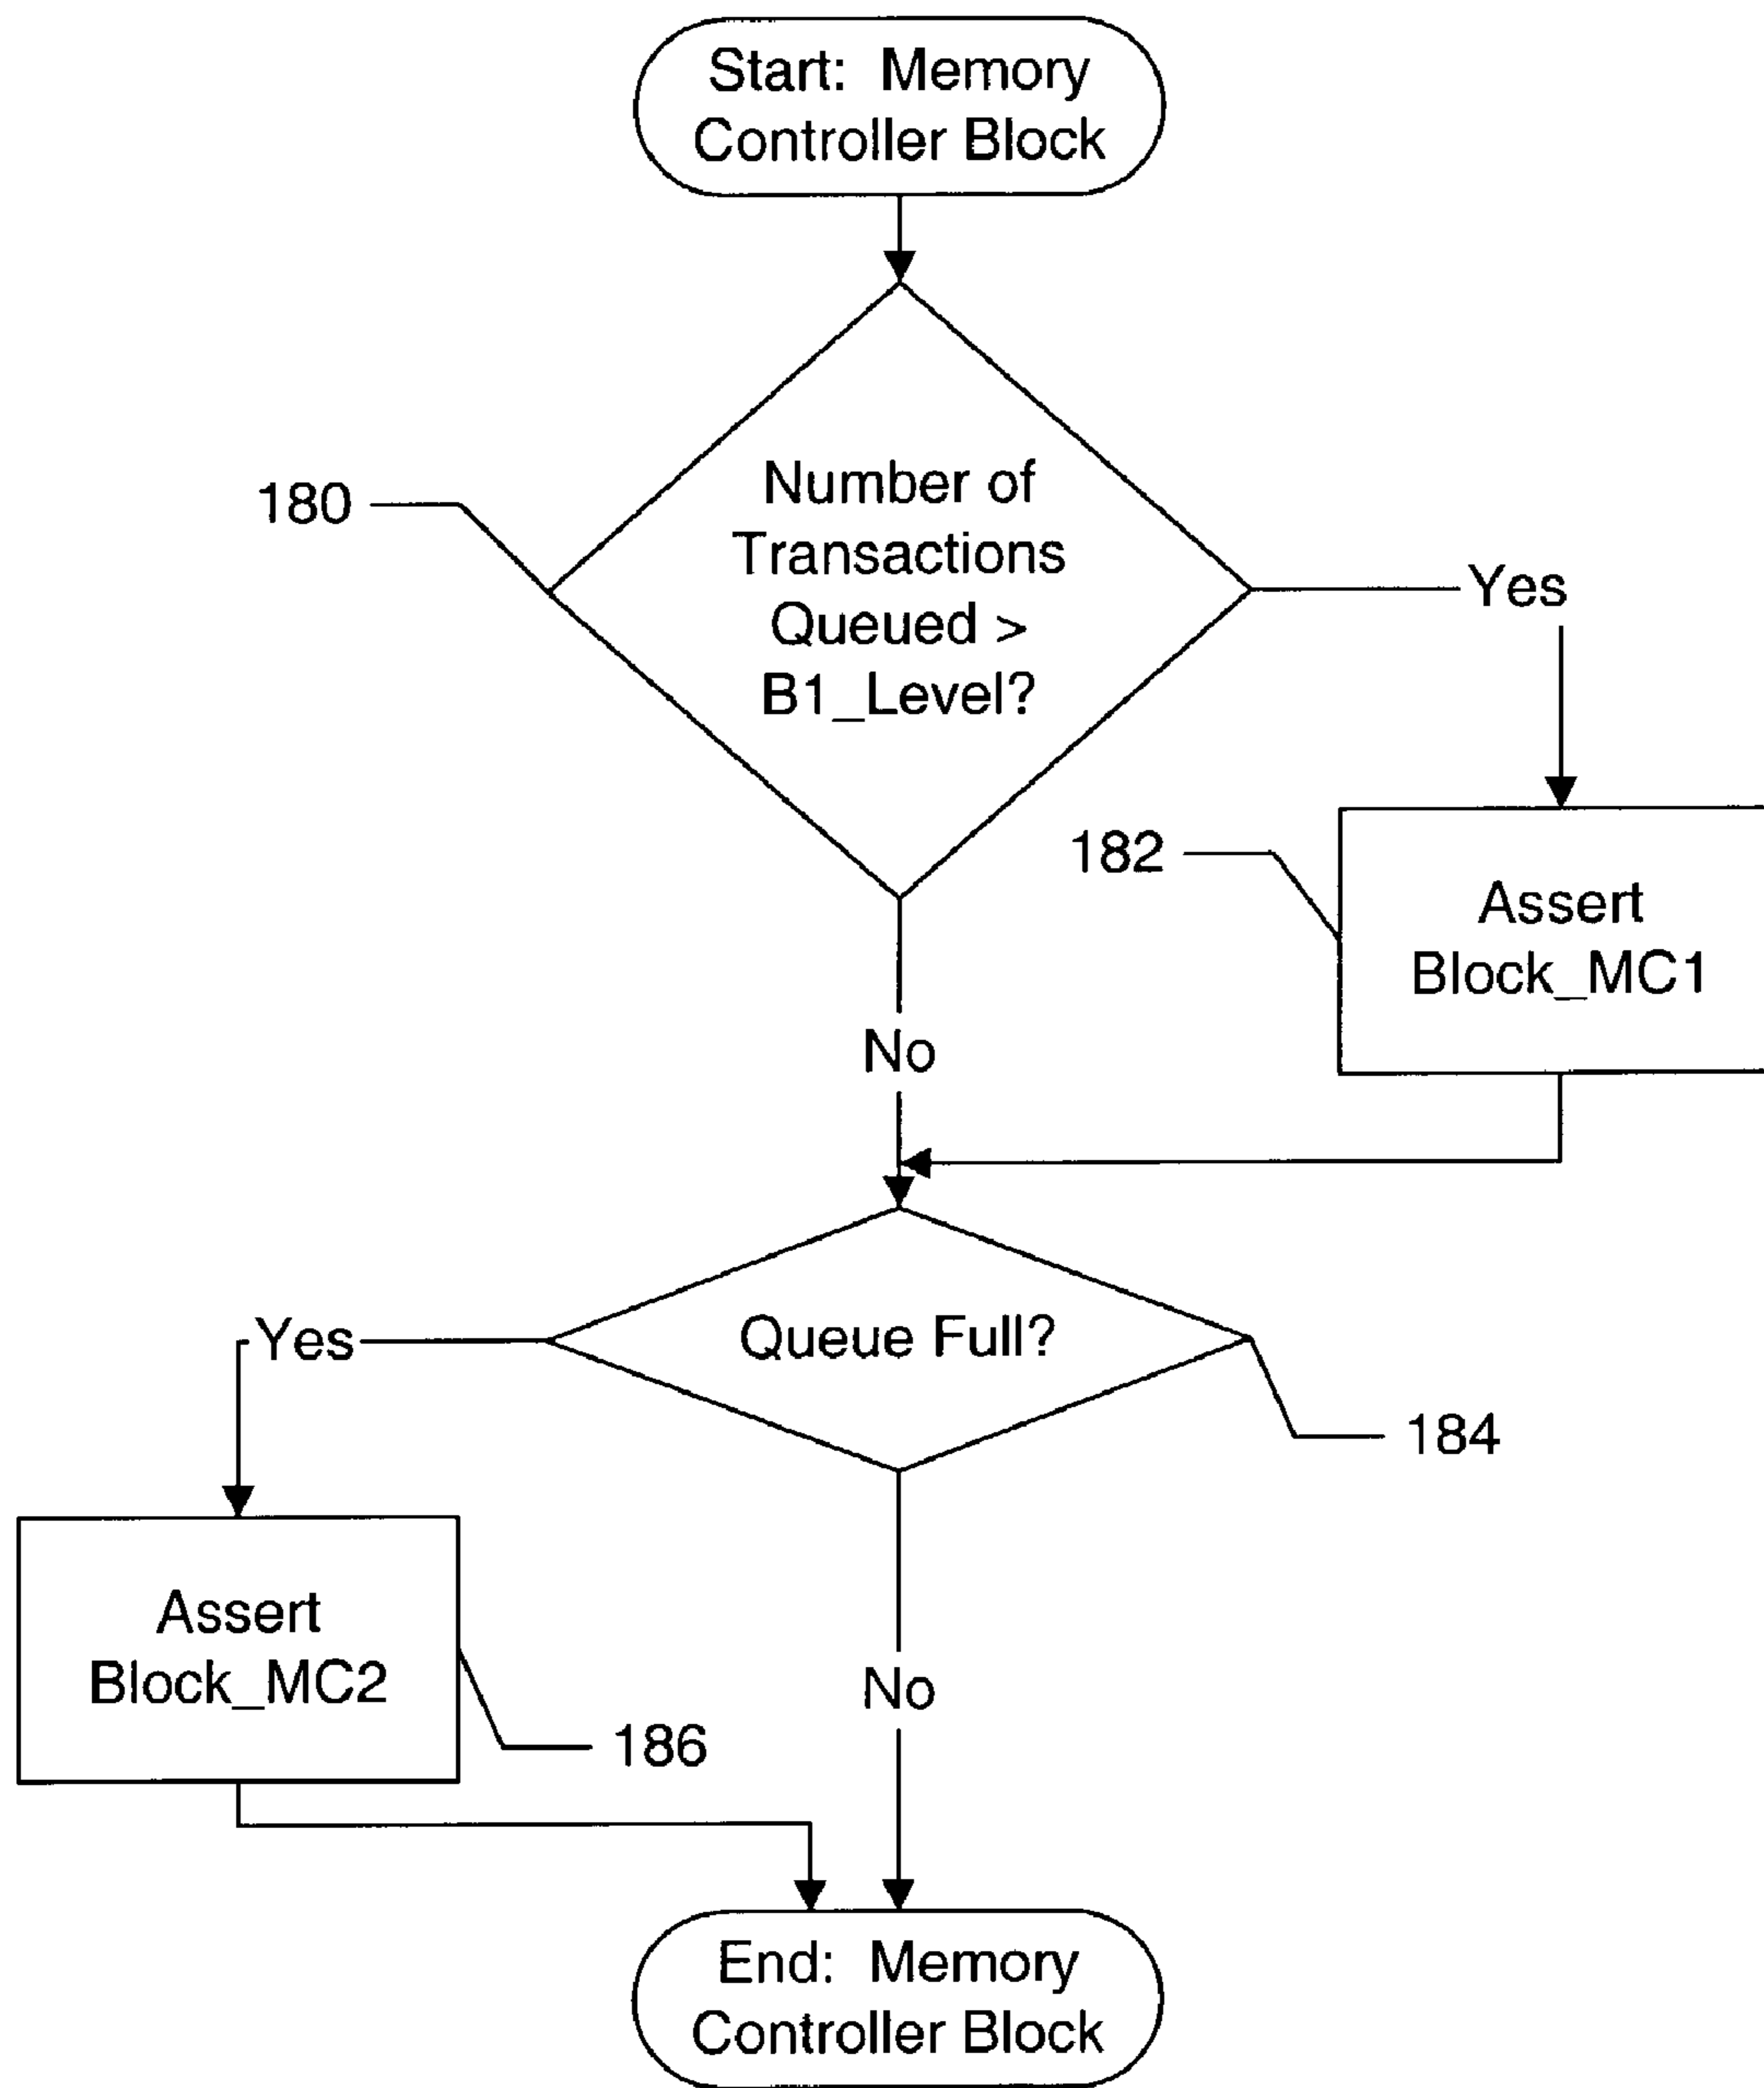 Start: Memory
Controller Block
Number of
Transactions
Queued >
B1_Level?
180
Yes
182
Assert
Block_MC1
No
Queue Full?
Yes
184
Assert
Block_MC2
No
186
End: Memory
Controller Block